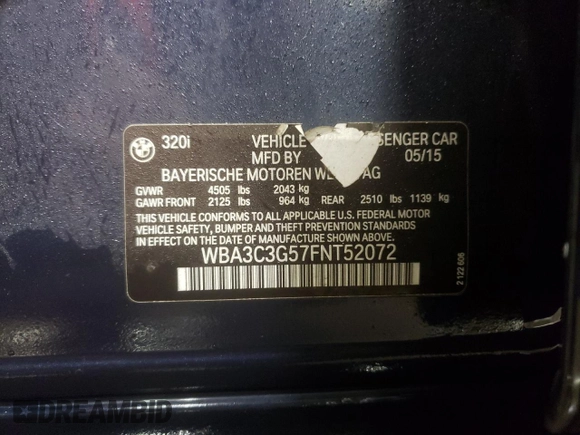 320i VEHICLE SENGER CAR
MFD BY 05/15
BAYERISCHE MOTOREN WE AG
GVWR 4505 lbs 2043 kg
GAWR FRONT 2125 lbs 964 kg REAR 2510 lbs 1139 kg
THIS VEHICLE CONFORMS TO ALL APPLICABLE U.S. FEDERAL MOTOR
VEHICLE SAFETY, BUMPER AND THEFT PREVENTION STANDARDS
IN EFFECT ON THE DATE OF MANUFACTURE SHOWN ABOVE.
WBA3C3G57FNT52072
2 122 606
DREAMBID